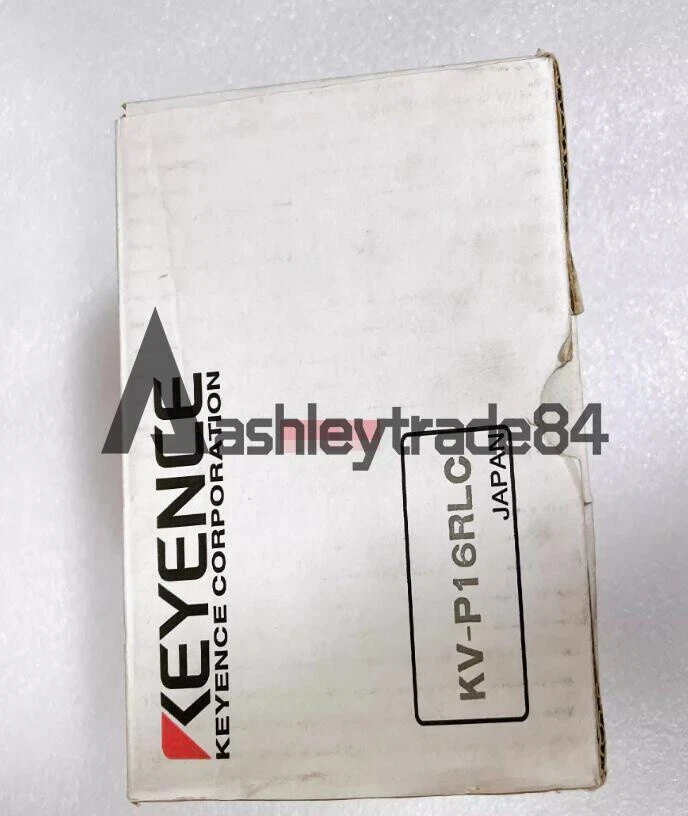 KEYENCE
KEYENCE CORPORATION
ashleytrade84
KV-P16RLC
JAPAN